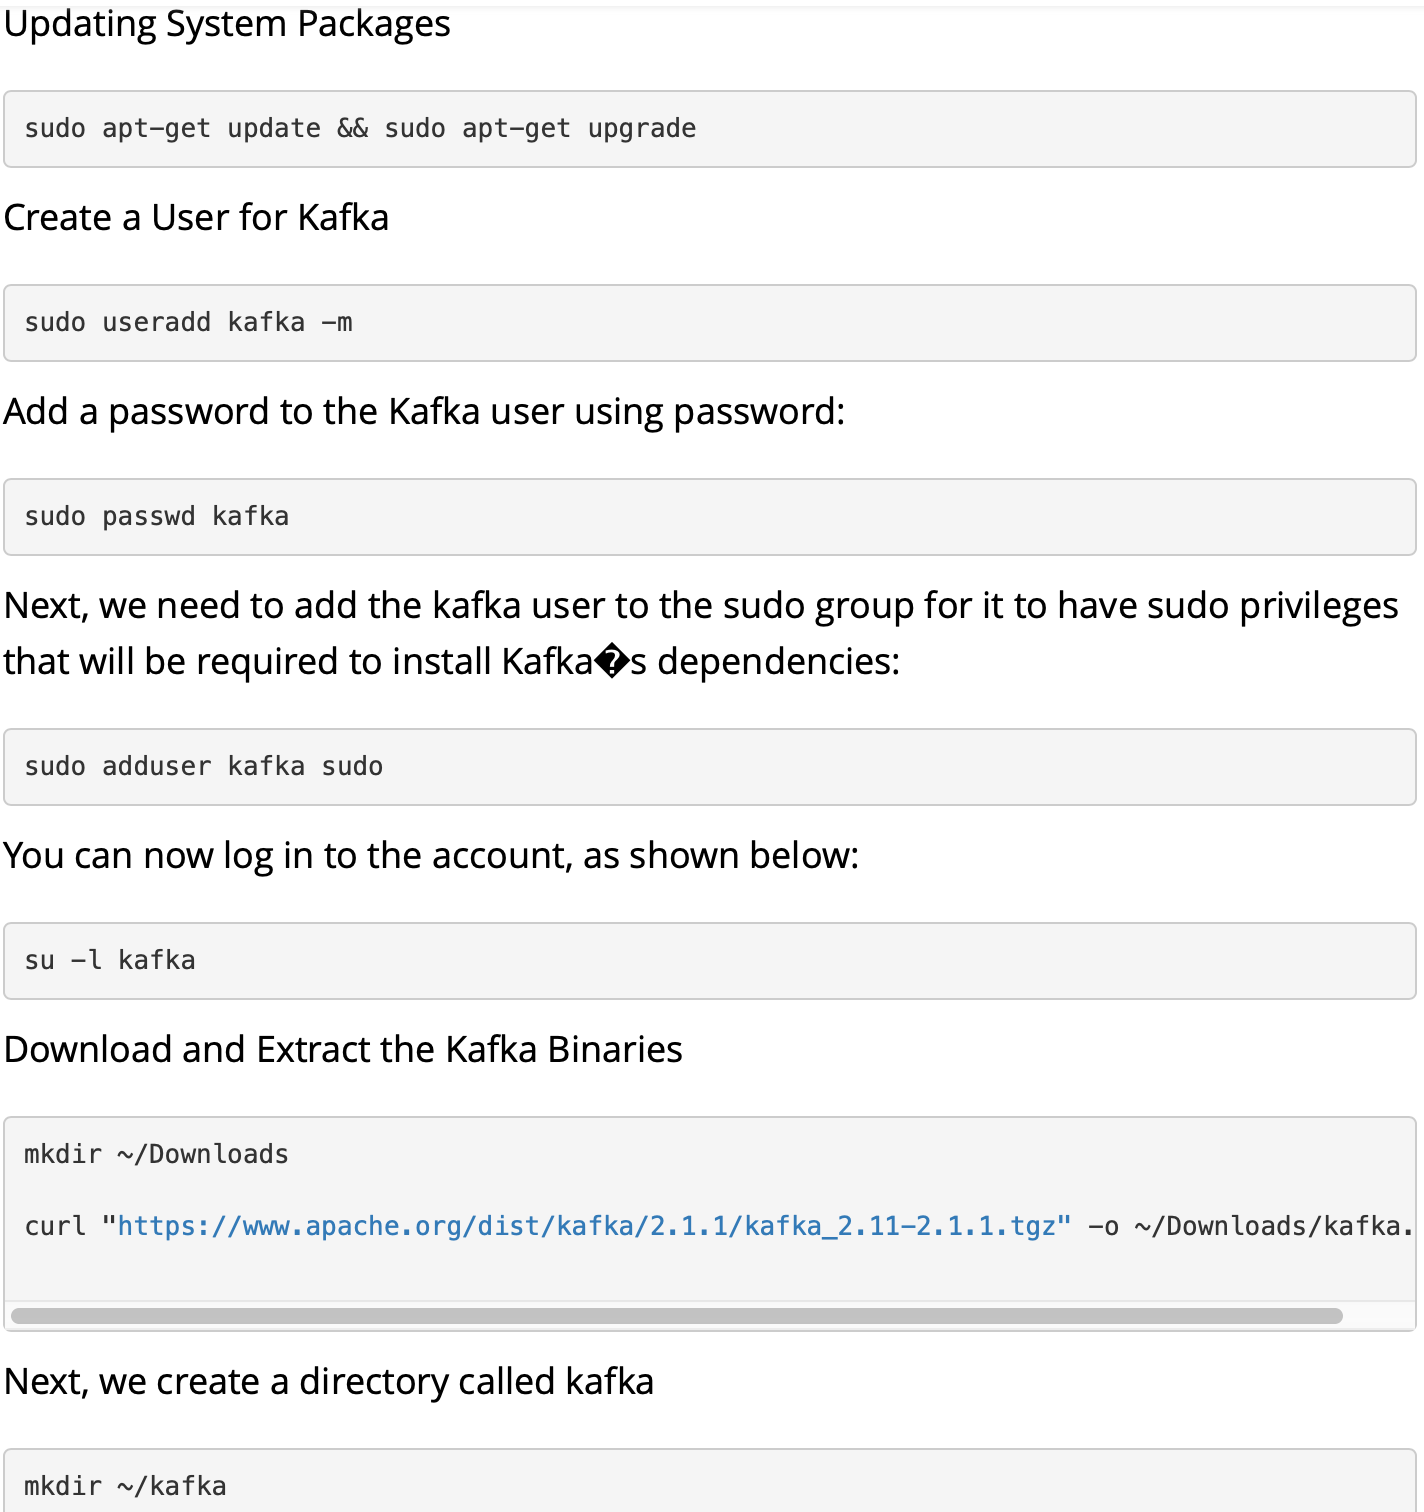 Updating System Packages
sudo apt-get update && sudo apt-get upgrade
Create a User for Kafka
sudo useradd kafka -m
Add a password to the Kafka user using password:
sudo passwd kafka
Next, we need to add the kafka user to the sudo group for it to have sudo privileges
that will be required to install Kafka�s dependencies:
sudo adduser kafka sudo
You can now log in to the account, as shown below:
su -l kafka
Download and Extract the Kafka Binaries
mkdir ~/Downloads
curl "https://www.apache.org/dist/kafka/2.1.1/kafka_2.11-2.1.1.tgz" -o ~/Downloads/kafka.
Next, we create a directory called kafka
mkdir ~/kafka